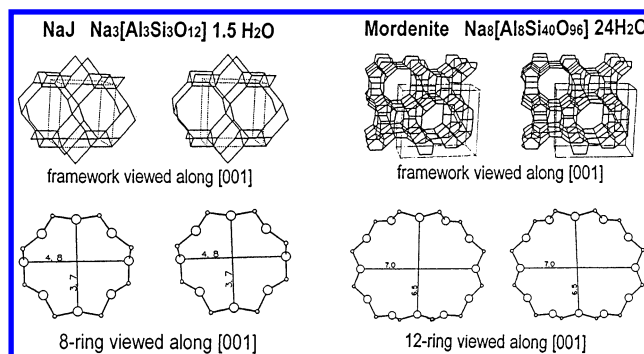 NaJ Na3[Al3Si3O12] 1.5 H2O
Mordenite Na8[Al8Si40O96] 24H2O
framework viewed along [001]
framework viewed along [001]
4.8
3.7
4.8
3.7
7.0
6.5
7.0
6.5
8-ring viewed along [001]
12-ring viewed along [001]